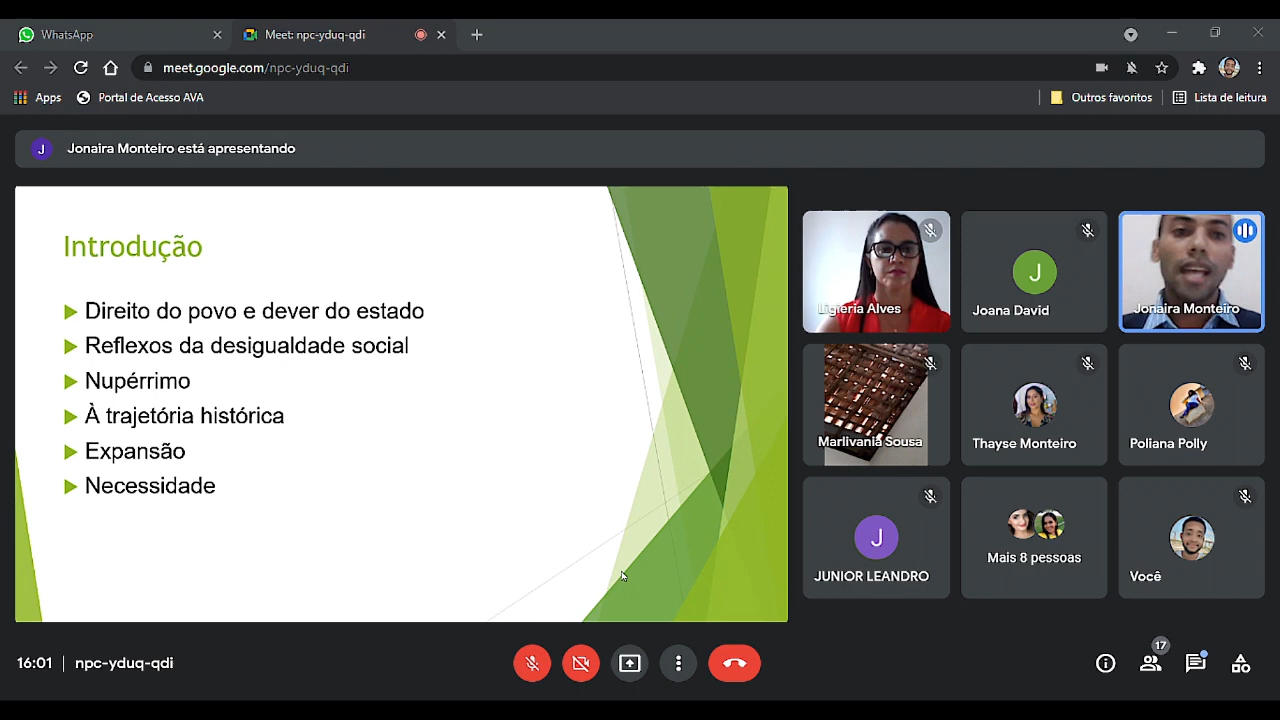 WhatsApp
Meet: npc-yduq-qdi
meet.google.com/npc-yduq-qdi
Apps
Portal de Acesso AVA
Outros favoritos
Lista de leitura
J
Jonaira Monteiro está apresentando
Introdução
Direito do povo e dever do estado
Reflexos da desigualdade social
Nupérrimo
À trajetória histórica
Expansão
Necessidade
Ligieria Alves
J
Joana David
Jonaira Monteiro
Marlivania Sousa
Thayse Monteiro
Poliana Polly
J
JUNIOR LEANDRO
Mais 8 pessoas
Você
16:01
npc-yduq-qdi
17